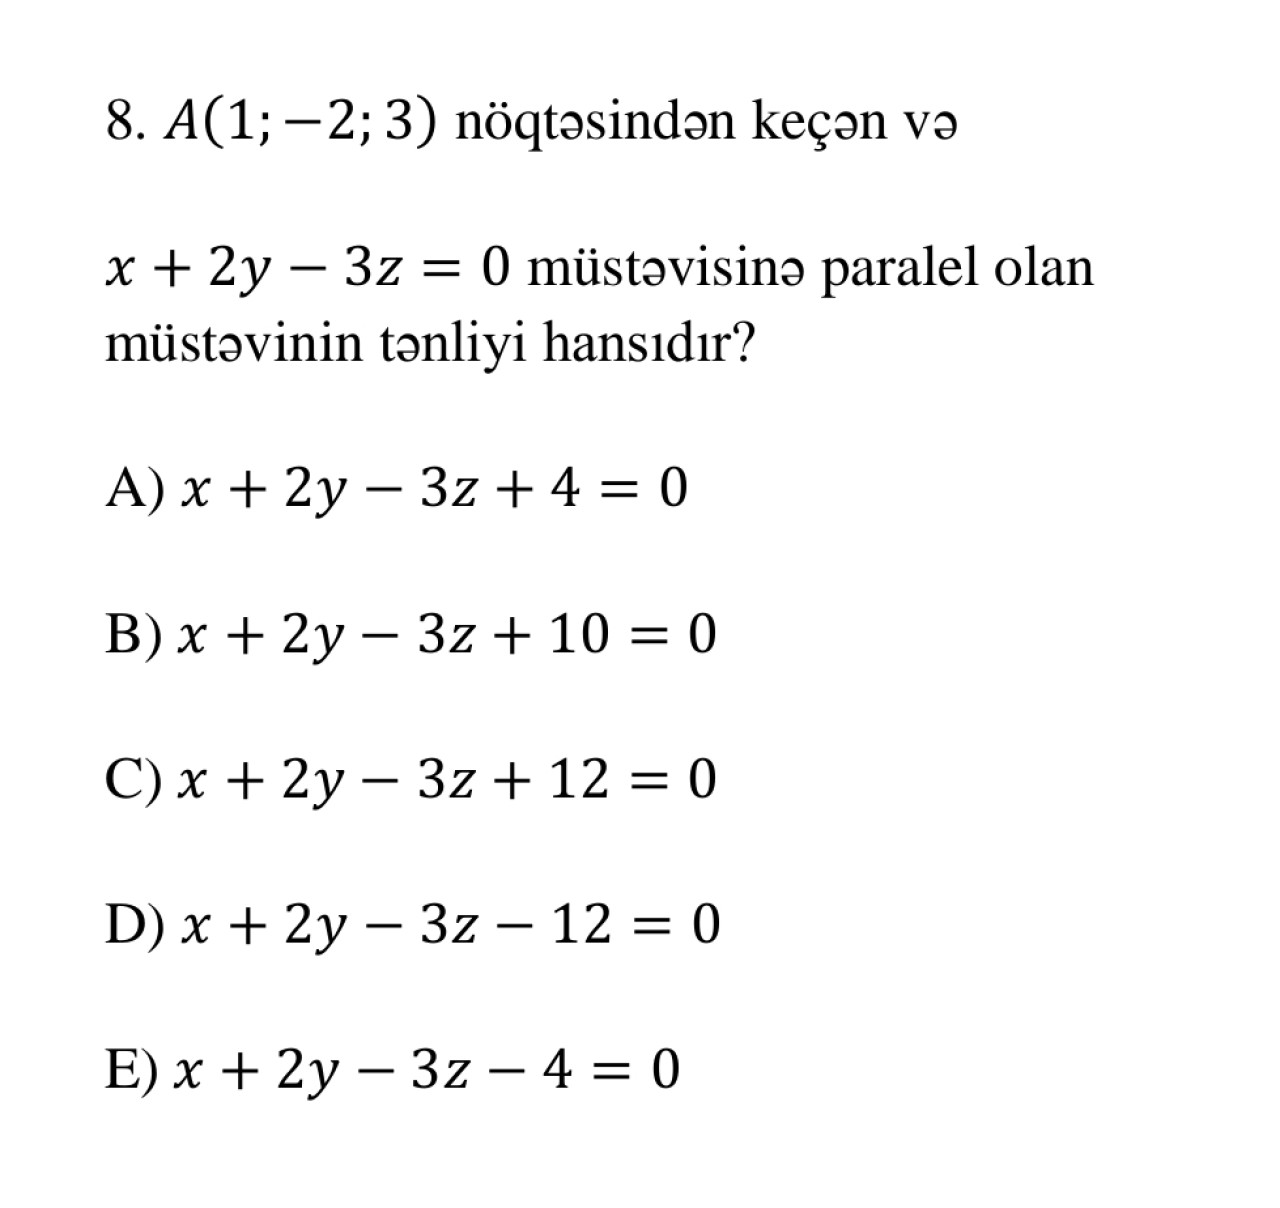 8. A(1; −2; 3) nöqtəsindən keçən və
x + 2y − 3z = 0 müstəvisinə paralel olan
müstəvinin tənliyi hansıdır?
A) x + 2y − 3z + 4 = 0
B) x + 2y − 3z + 10 = 0
C) x + 2y − 3z + 12 = 0
D) x + 2y − 3z − 12 = 0
E) x + 2y − 3z − 4 = 0